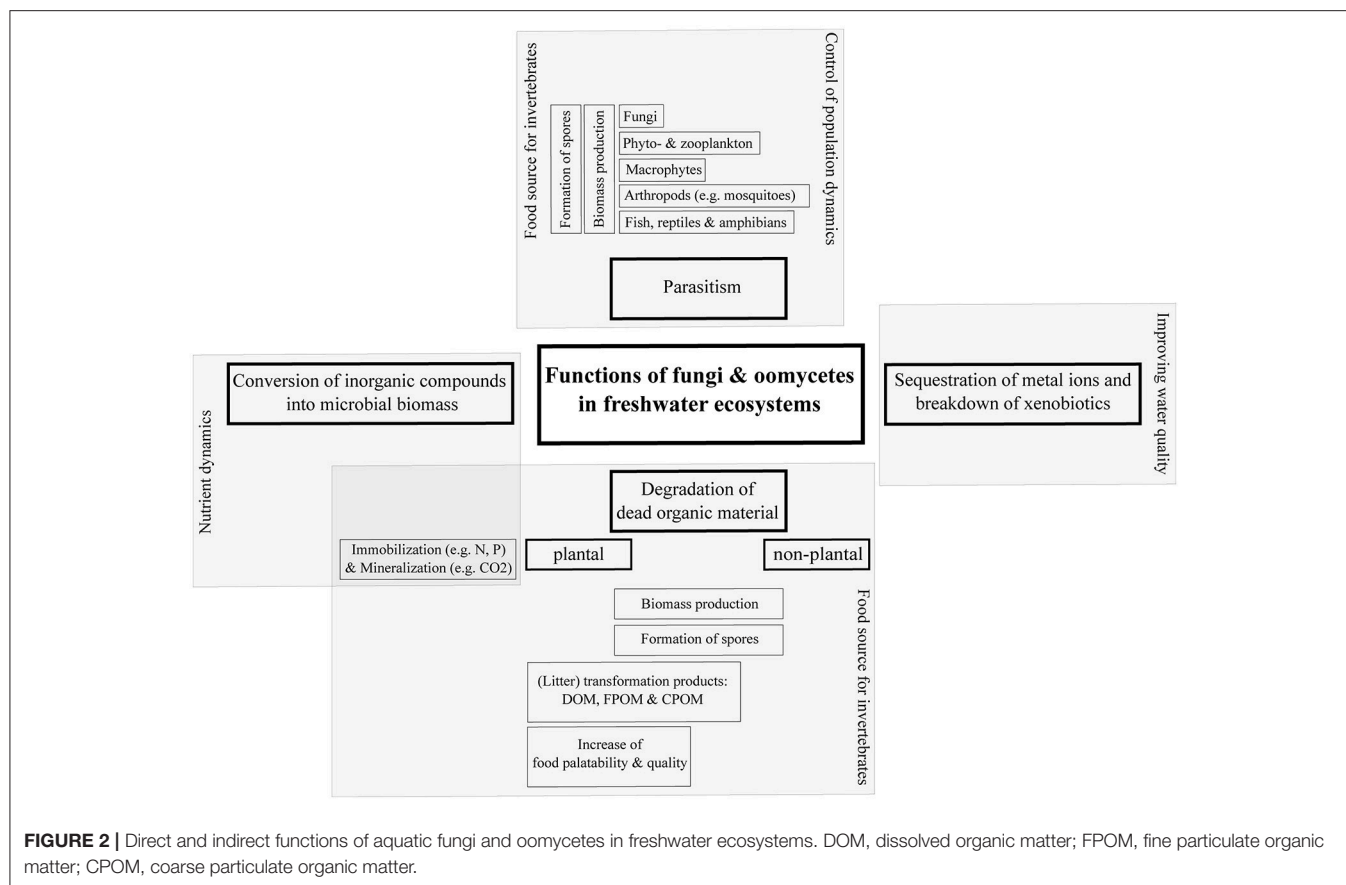 Food source for invertebrates
Formation of spores
Biomass production
Fungi
Phyto- & zooplankton
Macrophytes
Arthropods (e.g. mosquitoes)
Fish, reptiles & amphibians
Control of population dynamics
Parasitism
Nutrient dynamics
Conversion of inorganic compounds
into microbial biomass
Functions of fungi & oomycetes
in freshwater ecosystems
Sequestration of metal ions and
breakdown of xenobiotics
Improving water quality
Degradation of
dead organic material
Immobilization (e.g. N, P)
& Mineralization (e.g. CO2)
plantal
non-plantal
Biomass production
Formation of spores
(Litter) transformation products:
DOM, FPOM & CPOM
Increase of
food palatability & quality
Food source for invertebrates
FIGURE 2 | Direct and indirect functions of aquatic fungi and oomycetes in freshwater ecosystems. DOM, dissolved organic matter; FPOM, fine particulate organic
matter; CPOM, coarse particulate organic matter.